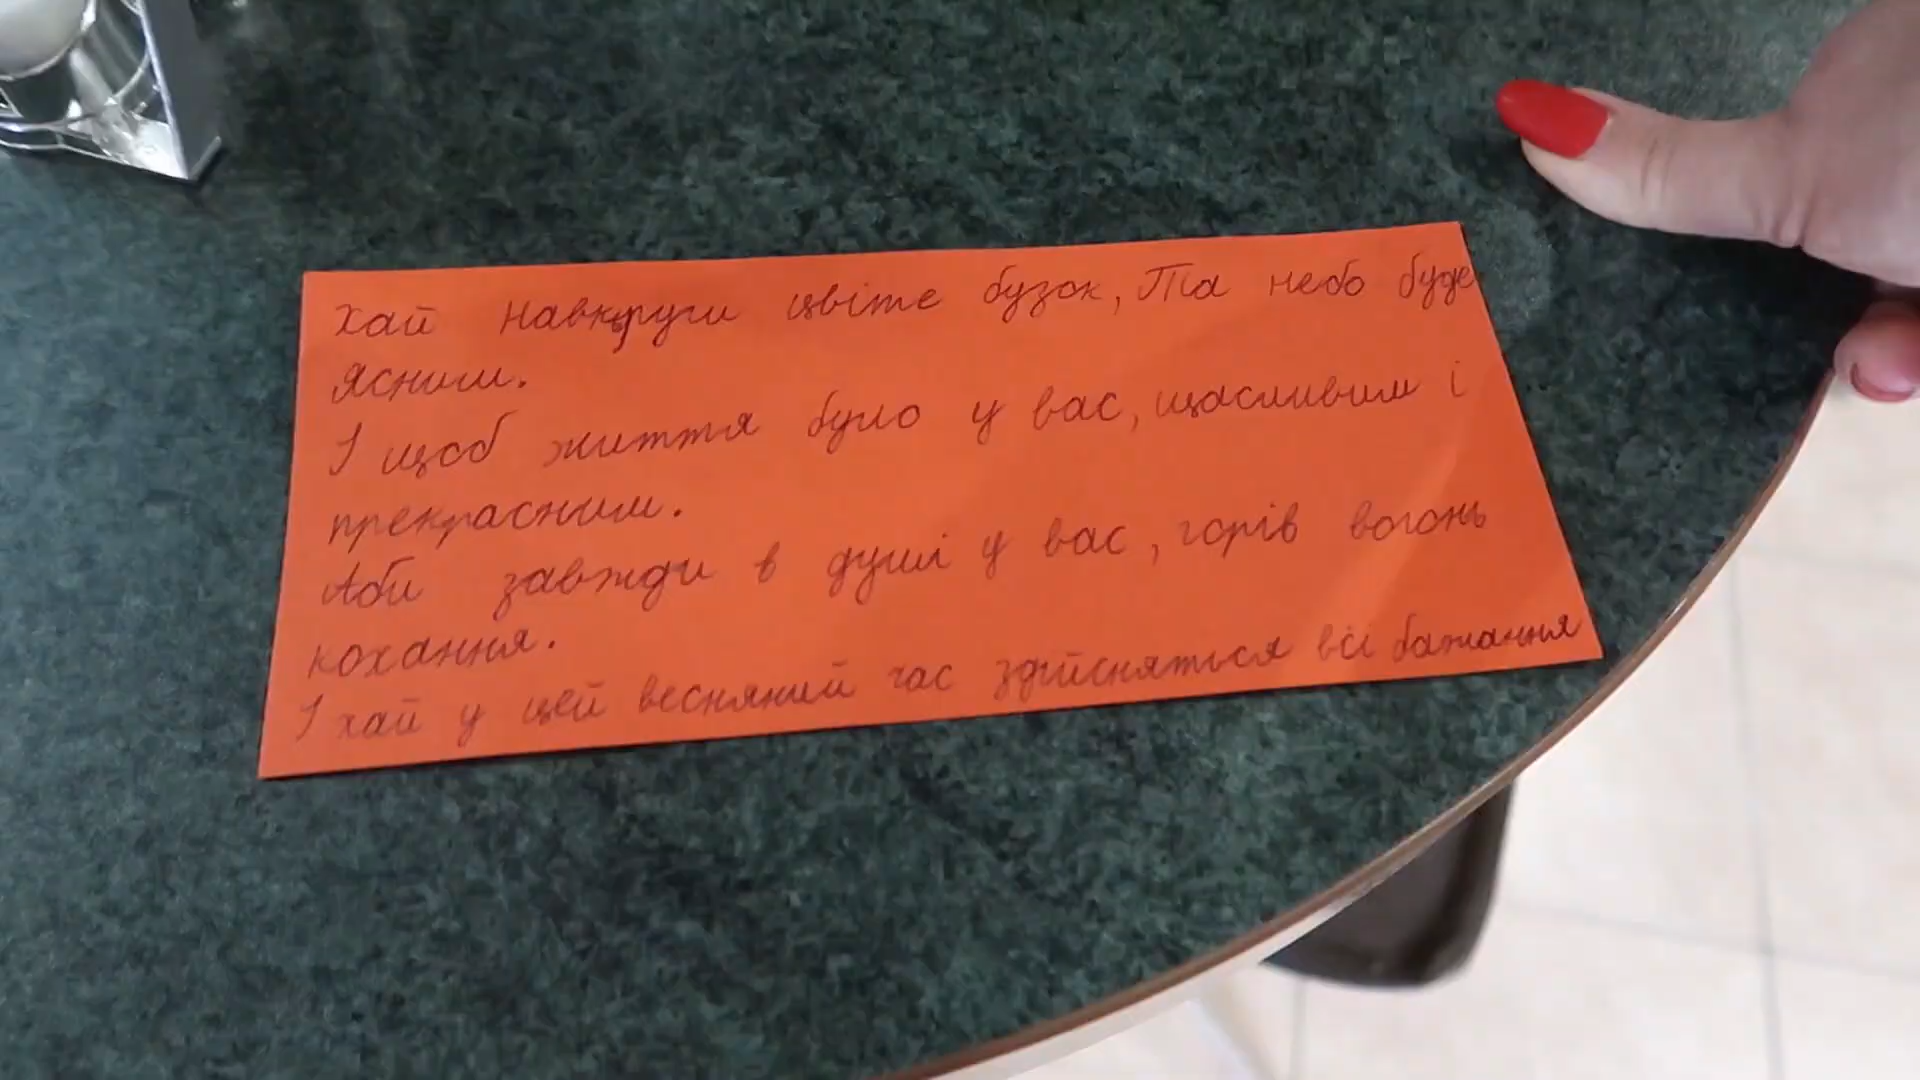 Хай навкруги цвіте бузок, Та небо буде
ясним.
І щоб життя було у вас, щасливим і
прекрасним.
Аби завжди в душі у вас, горів вогонь
кохання.
І хай у цей весняний час здійсняться всі бажання